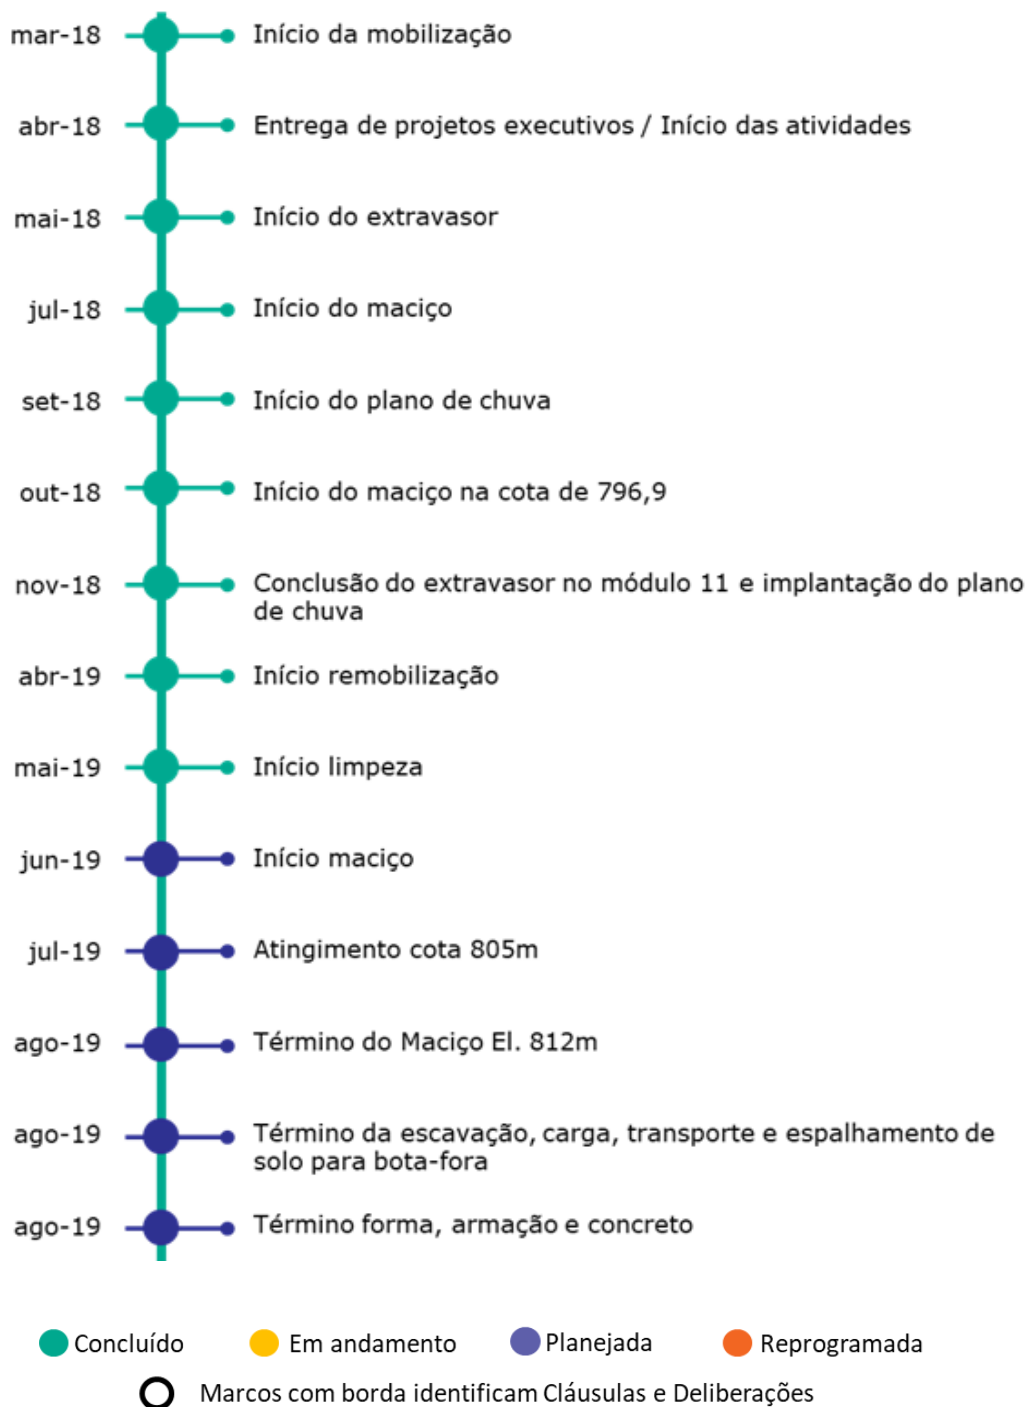 mar-18 Início da mobilização
abr-18 Entrega de projetos executivos / Início das atividades
mai-18 Início do extravasor
jul-18 Início do maciço
set-18 Início do plano de chuva
out-18 Início do maciço na cota de 796,9
nov-18 Conclusão do extravasor no módulo 11 e implantação do plano
de chuva
abr-19 Início remobilização
mai-19 Início limpeza
jun-19 Início maciço
jul-19 Atingimento cota 805m
ago-19 Término do Maciço El. 812m
ago-19 Término da escavação, carga, transporte e espalhamento de
solo para bota-fora
ago-19 Término forma, armação e concreto
Concluído Em andamento Planejada Reprogramada
Marcos com borda identificam Cláusulas e Deliberações